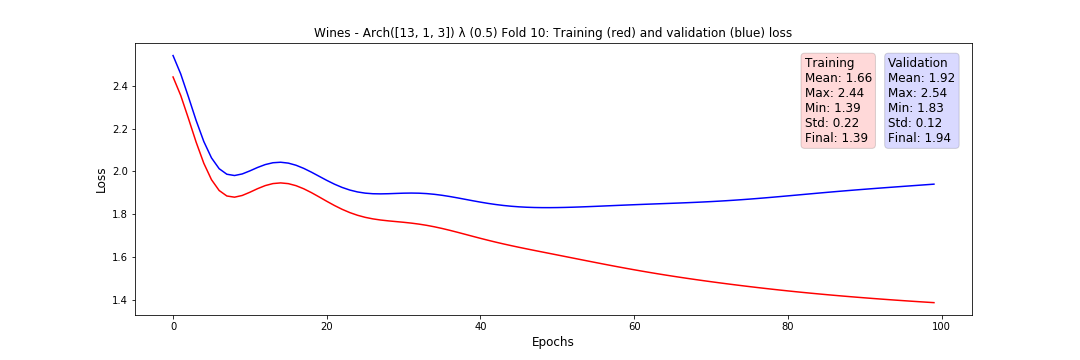 Wines - Arch([13, 1, 3]) λ (0.5) Fold 10: Training (red) and validation (blue) loss
Training
Mean: 1.66
Max: 2.44
Min: 1.39
Std: 0.22
Final: 1.39
Validation
Mean: 1.92
Max: 2.54
Min: 1.83
Std: 0.12
Final: 1.94
Loss
2.4
2.2
2.0
1.8
1.6
1.4
0
20
40
60
80
100
Epochs